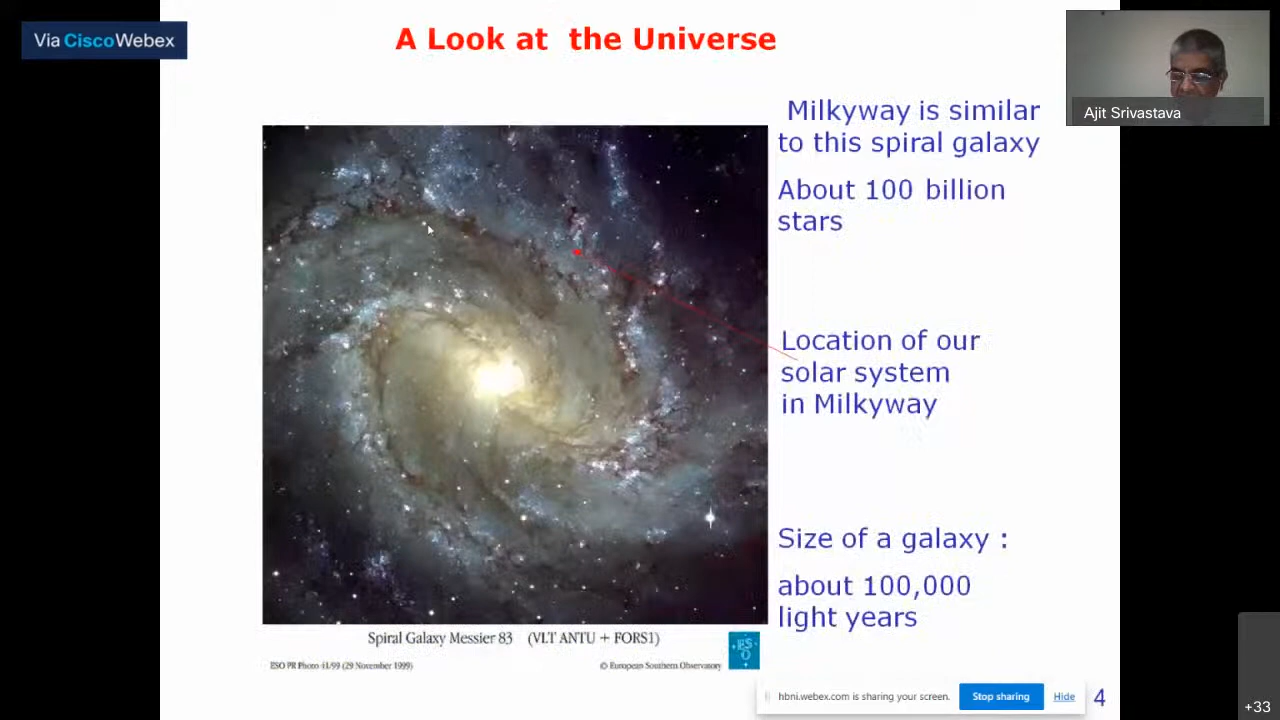 Via CiscoWebex
A Look at the Universe
Ajit Srivastava
Milkyway is similar
to this spiral galaxy
About 100 billion
stars
Location of our
solar system
in Milkyway
Size of a galaxy :
about 100,000
light years
Spiral Galaxy Messier 83 (VLT ANTU + FORS1)
ESO PR Photo 41/99 (29 November 1999)
© European Southern Observatory
ESO
hbni.webex.com is sharing your screen.
Stop sharing
Hide
4
+33